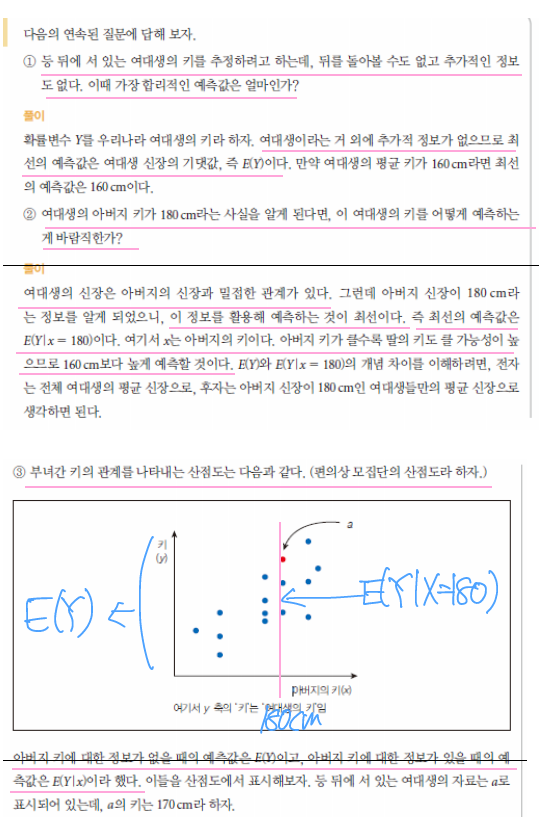 다음의 연속된 질문에 답해 보자.
① 등 뒤에 서 있는 여대생의 키를 추정하려고 하는데, 뒤를 돌아볼 수도 없고 추가적인 정보
도 없다. 이때 가장 합리적인 예측값은 얼마인가?
풀이
확률변수 Y를 우리나라 여대생의 키라 하자. 여대생이라는 거 외에 추가적 정보가 없으므로 최
선의 예측값은 여대생 신장의 기댓값, 즉 E(Y)이다. 만약 여대생의 평균 키가 160cm라면 최선
의 예측값은 160cm이다.
② 여대생의 아버지 키가 180cm라는 사실을 알게 된다면, 이 여대생의 키를 어떻게 예측하는
게 바람직한가?
풀이
여대생의 신장은 아버지의 신장과 밀접한 관계가 있다. 그런데 아버지 신장이 180cm라
는 정보를 알게 되었으니, 이 정보를 활용해 예측하는 것이 최선이다. 즉 최선의 예측값은
E(Y|x = 180)이다. 여기서 x는 아버지의 키이다. 아버지 키가 클수록 딸의 키도 클 가능성이 높
으므로 160cm보다 높게 예측할 것이다. E(Y)와 E(Y|x = 180)의 개념 차이를 이해하려면, 전자
는 전체 여대생의 평균 신장으로, 후자는 아버지 신장이 180cm인 여대생들만의 평균 신장으로
생각하면 된다.
③ 부녀간 키의 관계를 나타내는 산점도는 다음과 같다. (편의상 모집단의 산점도라 하자.)
a
키
(y)
E(Y) ←
E(Y|X=180)
아버지의 키(x)
여기서 y 축의 '키'는 '여대생의 키'임
180cm
아버지 키에 대한 정보가 없을 때의 예측값은 E(Y)이고, 아버지 키에 대한 정보가 있을 때의 예
측값은 E(Y|x)이라 했다. 이들을 산점도에서 표시해보자. 등 뒤에 서 있는 여대생의 자료는 a로
표시되어 있는데, a의 키는 170cm라 하자.